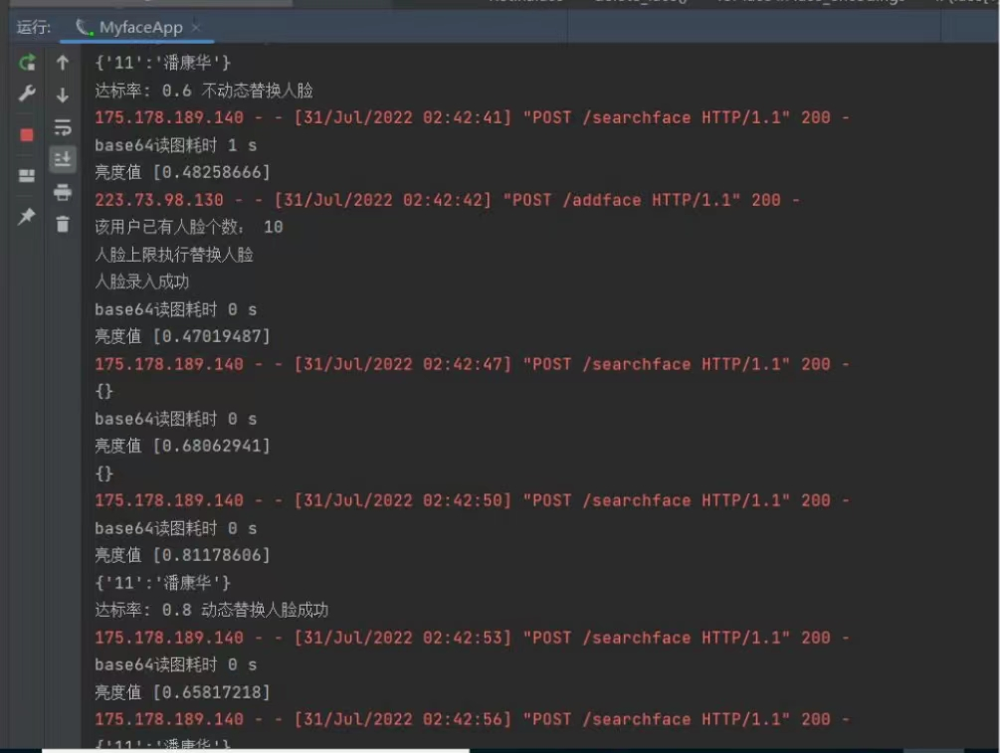 运行: MyfaceApp ×
{'11':'潘康华'}
达标率: 0.6 不动态替换人脸
175.178.189.140 - - [31/Jul/2022 02:42:41] "POST /searchface HTTP/1.1" 200 -
base64读图耗时 1 s
亮度值 [0.48258666]
223.73.98.130 - - [31/Jul/2022 02:42:42] "POST /addface HTTP/1.1" 200 -
该用户已有人脸个数: 10
人脸上限执行替换人脸
人脸录入成功
base64读图耗时 0 s
亮度值 [0.47019487]
175.178.189.140 - - [31/Jul/2022 02:42:47] "POST /searchface HTTP/1.1" 200 -
{}
base64读图耗时 0 s
亮度值 [0.68062941]
{}
175.178.189.140 - - [31/Jul/2022 02:42:50] "POST /searchface HTTP/1.1" 200 -
base64读图耗时 0 s
亮度值 [0.81178606]
{'11':'潘康华'}
达标率: 0.8 动态替换人脸成功
175.178.189.140 - - [31/Jul/2022 02:42:53] "POST /searchface HTTP/1.1" 200 -
base64读图耗时 0 s
亮度值 [0.65817218]
175.178.189.140 - - [31/Jul/2022 02:42:56] "POST /searchface HTTP/1.1" 200 -
{'11':'潘康华'}